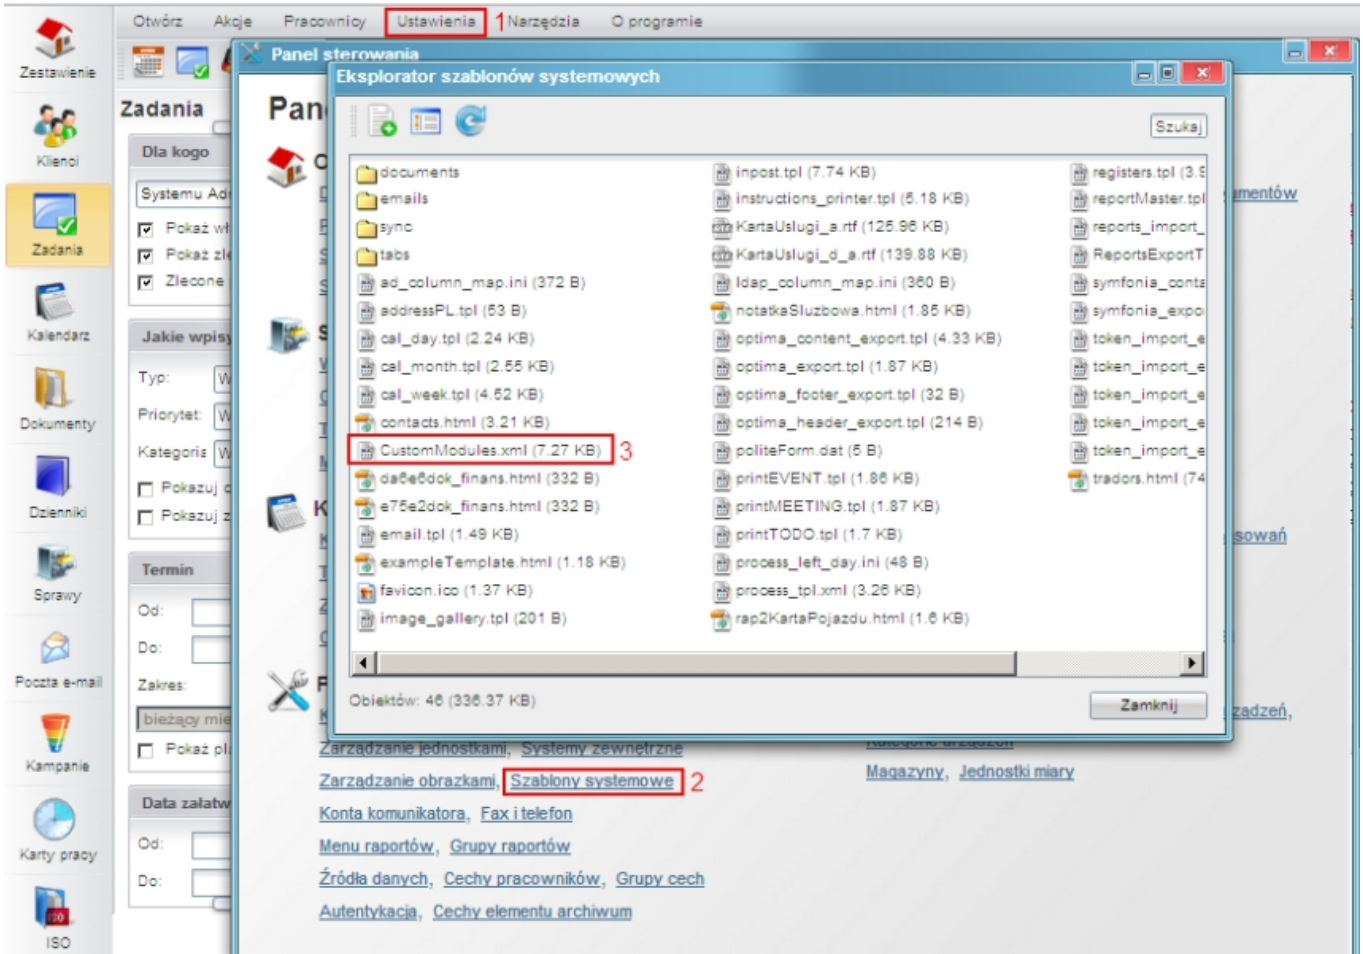 Otwórz Akcje Pracownicy Ustawienia 1 Narzędzia O programie
Zestawienie
Klienci
Zadania
Kalendarz
Dokumenty
Dzienniki
Sprawy
Poczta e-mail
Kampanie
Karty pracy
ISO
Zadania
Dla kogo
Systemu Adm
Pokaż wł
Pokaż zle
Zlecone
Jakie wpisy
Typ: W
Priorytet: W
Kategoria W
Pokazuj
Pokazuj z
Termin
Od:
Do:
Zakres:
bieżący mie
Pokaż pla
Data załatw
Od:
Do:
Panel sterowania
Pan
Eksplorator szablonów systemowych
Szukaj
documents
emails
sync
tabs
ad_column_map.ini (372 B)
addressPL.tpl (53 B)
cal_day.tpl (2.24 KB)
cal_month.tpl (2.55 KB)
cal_week.tpl (4.52 KB)
contacts.html (3.21 KB)
CustomModules.xml (7.27 KB) 3
da6e6dok_finans.html (332 B)
e75e2dok_finans.html (332 B)
email.tpl (1.49 KB)
exampleTemplate.html (1.18 KB)
favicon.ico (1.37 KB)
image_gallery.tpl (201 B)
inpost.tpl (7.74 KB)
instructions_printer.tpl (5.18 KB)
KartaUslugi_a.rtf (125.96 KB)
KartaUslugi_d_a.rtf (139.88 KB)
ldap_column_map.ini (360 B)
notatkaSluzbowa.html (1.85 KB)
optima_content_export.tpl (4.33 KB)
optima_export.tpl (1.87 KB)
optima_footer_export.tpl (32 B)
optima_header_export.tpl (214 B)
politeForm.dat (5 B)
printEVENT.tpl (1.86 KB)
printMEETING.tpl (1.87 KB)
printTODO.tpl (1.7 KB)
process_left_day.ini (48 B)
process_tpl.xml (3.26 KB)
rap2KartaPojazdu.html (1.6 KB)
registers.tpl (3.9
reportMaster.tpl
reports_import_
ReportsExportT
symfonia_conta
symfonia_expo
token_import_e
token_import_e
token_import_e
token_import_e
token_import_e
tradors.html (74
Obiektów: 46 (336.37 KB)
Zamknij
umentów
sowań
ządzeń,
Zarządzanie jednostkami, Systemy zewnętrzne
Kategorie urządzeń
Zarządzanie obrazkami, Szablony systemowe 2
Magazyny, Jednostki miary
Konta komunikatora, Fax i telefon
Menu raportów, Grupy raportów
Źródła danych, Cechy pracowników, Grupy cech
Autentykacja, Cechy elementu archiwum